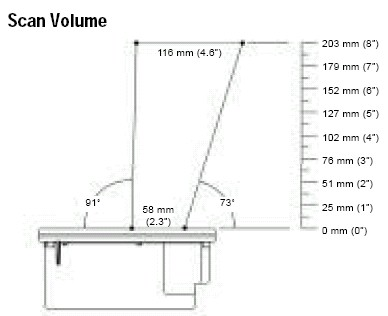 Scan Volume
116 mm (4.6")
203 mm (8")
179 mm (7")
152 mm (6")
127 mm (5")
102 mm (4")
76 mm (3")
51 mm (2")
25 mm (1")
0 mm (0")
91°
58 mm
(2.3")
73°